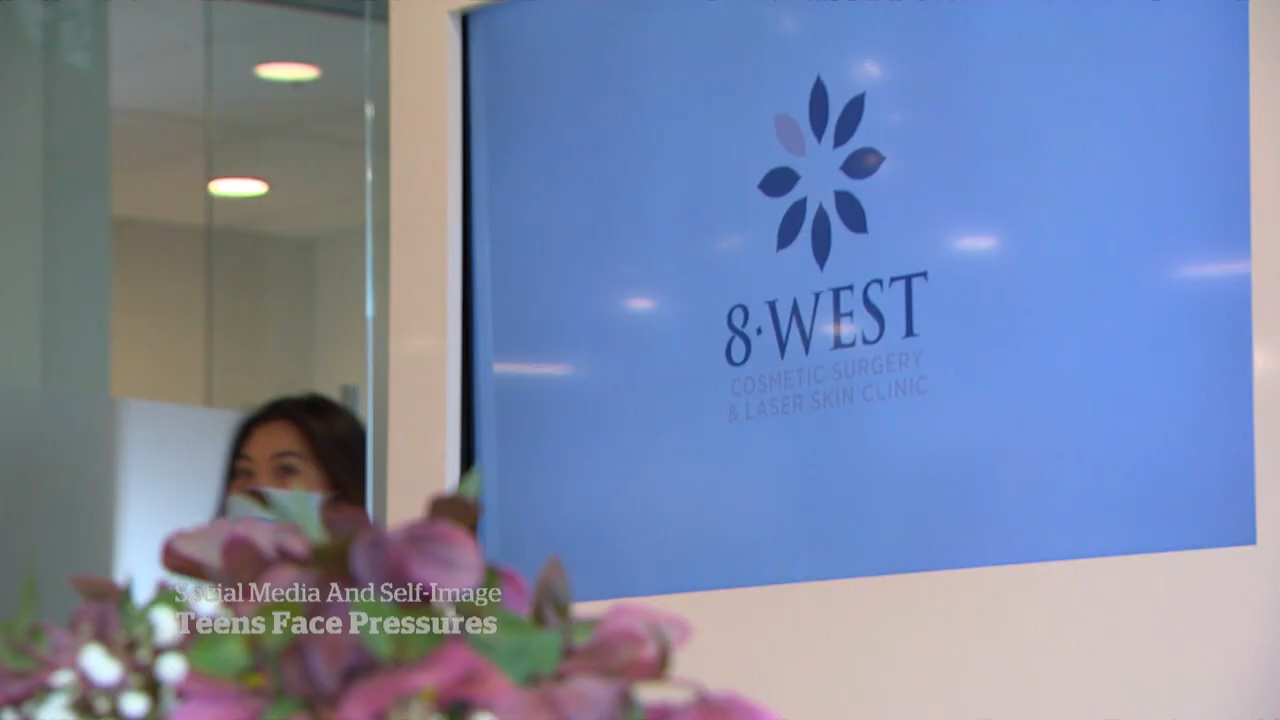 8·WEST
COSMETIC SURGERY
& LASER SKIN CLINIC
Social Media And Self-Image
Teens Face Pressures